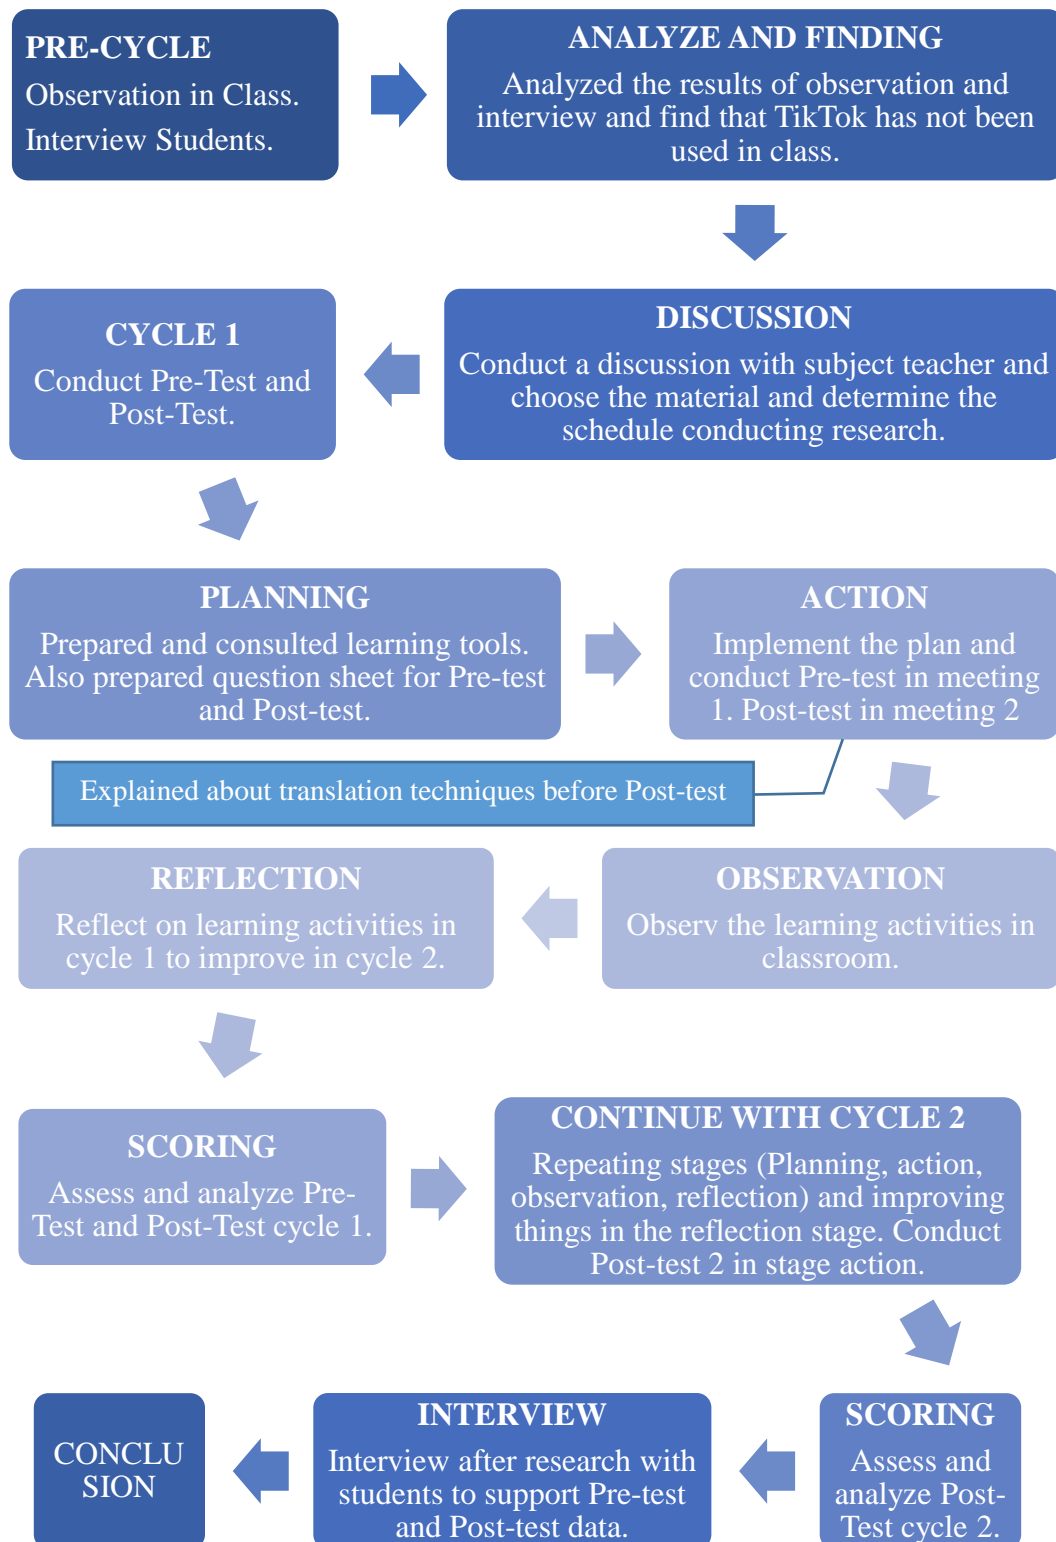 PRE-CYCLE
Observation in Class.
Interview Students.
ANALYZE AND FINDING
Analyzed the results of observation and
interview and find that TikTok has not been
used in class.
DISCUSSION
Conduct a discussion with subject teacher and
choose the material and determine the
schedule conducting research.
CYCLE 1
Conduct Pre-Test and
Post-Test.
PLANNING
Prepared and consulted learning tools.
Also prepared question sheet for Pre-test
and Post-test.
ACTION
Implement the plan and
conduct Pre-test in meeting
1. Post-test in meeting 2
Explained about translation techniques before Post-test
OBSERVATION
Observ the learning activities in
classroom.
REFLECTION
Reflect on learning activities in
cycle 1 to improve in cycle 2.
SCORING
Assess and analyze Pre-
Test and Post-Test cycle 1.
CONTINUE WITH CYCLE 2
Repeating stages (Planning, action,
observation, reflection) and improving
things in the reflection stage. Conduct
Post-test 2 in stage action.
SCORING
Assess and
analyze Post-
Test cycle 2.
INTERVIEW
Interview after research with
students to support Pre-test
and Post-test data.
CONCLU
SION